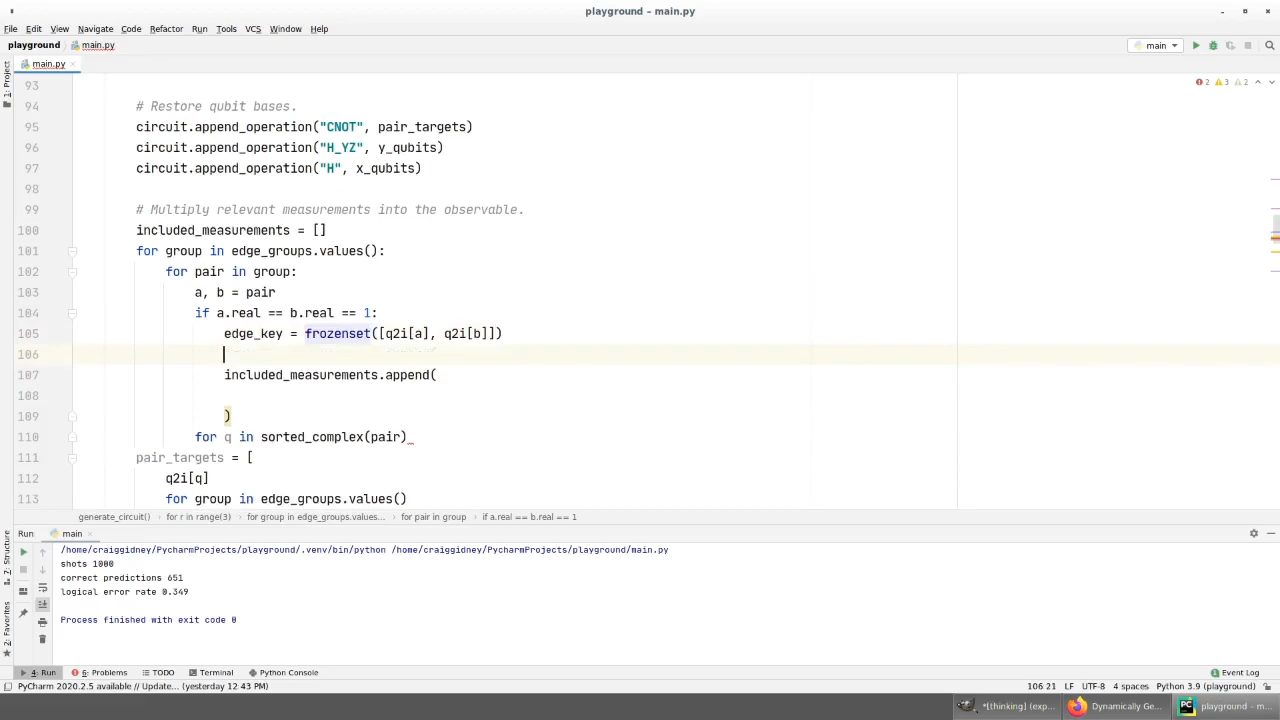 playground – main.py
File Edit View Navigate Code Refactor Run Tools VCS Window Help
playground main.py main
1: Project
main.py
2 3 2
93
94 # Restore qubit bases.
95 circuit.append_operation("CNOT", pair_targets)
96 circuit.append_operation("H_YZ", y_qubits)
97 circuit.append_operation("H", x_qubits)
98
99 # Multiply relevant measurements into the observable.
100 included_measurements = []
101 for group in edge_groups.values():
102 for pair in group:
103 a, b = pair
104 if a.real == b.real == 1:
105 edge_key = frozenset([q2i[a], q2i[b]])
106
107 included_measurements.append(
108
109 )
110 for q in sorted_complex(pair)
111 pair_targets = [
112 q2i[q]
113 for group in edge_groups.values()
generate_circuit() for r in range(3) for group in edge_groups.values... for pair in group if a.real == b.real == 1
Run: main
/home/craiggidney/PycharmProjects/playground/.venv/bin/python /home/craiggidney/PycharmProjects/playground/main.py
shots 1000
correct predictions 651
logical error rate 0.349
Process finished with exit code 0
7: Structure
2: Favorites
4: Run 6: Problems TODO Terminal Python Console Event Log
PyCharm 2020.2.5 available // Update... (yesterday 12:43 PM) 106:21 LF UTF-8 4 spaces Python 3.9 (playground)
*[thinking] (exp... Dynamically Ge... playground – m...